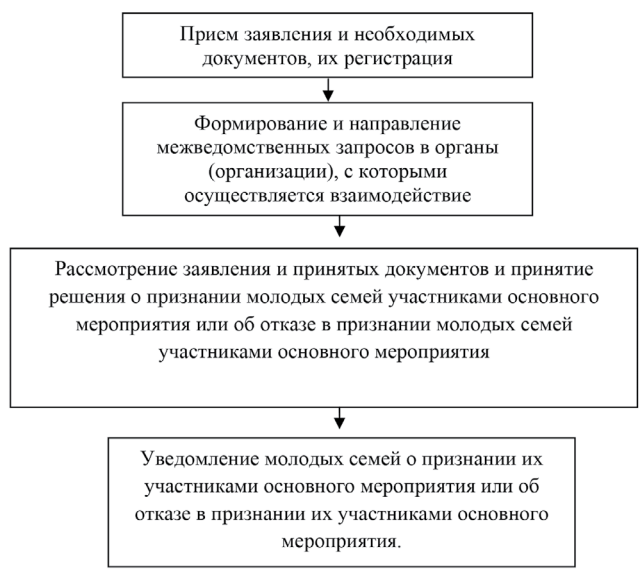 Прием заявления и необходимых
документов, их регистрация
Формирование и направление
межведомственных запросов в органы
(организации), с которыми
осуществляется взаимодействие
Рассмотрение заявления и принятых документов и принятие
решения о признании молодых семей участниками основного
мероприятия или об отказе в признании молодых семей
участниками основного мероприятия
Уведомление молодых семей о признании их
участниками основного мероприятия или об
отказе в признании их участниками основного
мероприятия.